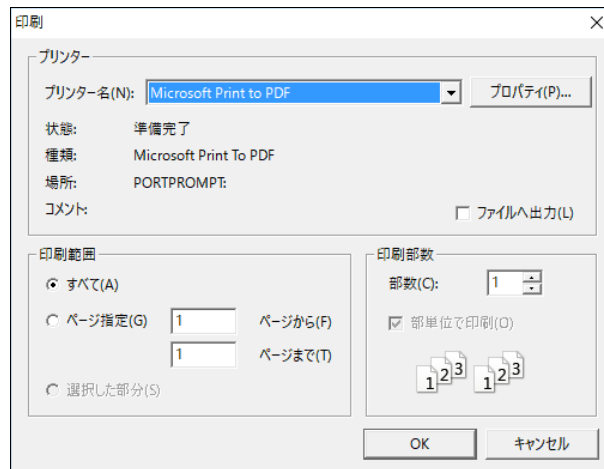 印刷
プリンター
プリンター名(N): Microsoft Print to PDF プロパティ(P)...
状態: 準備完了
種類: Microsoft Print To PDF
場所: PORTPROMPT:
コメント:
ファイルへ出力(L)
印刷範囲
すべて(A)
ページ指定(G) 1 ページから(F)
1 ページまで(T)
選択した部分(S)
印刷部数
部数(C): 1
部単位で印刷(O)
1 2 3 1 2 3
OK キャンセル